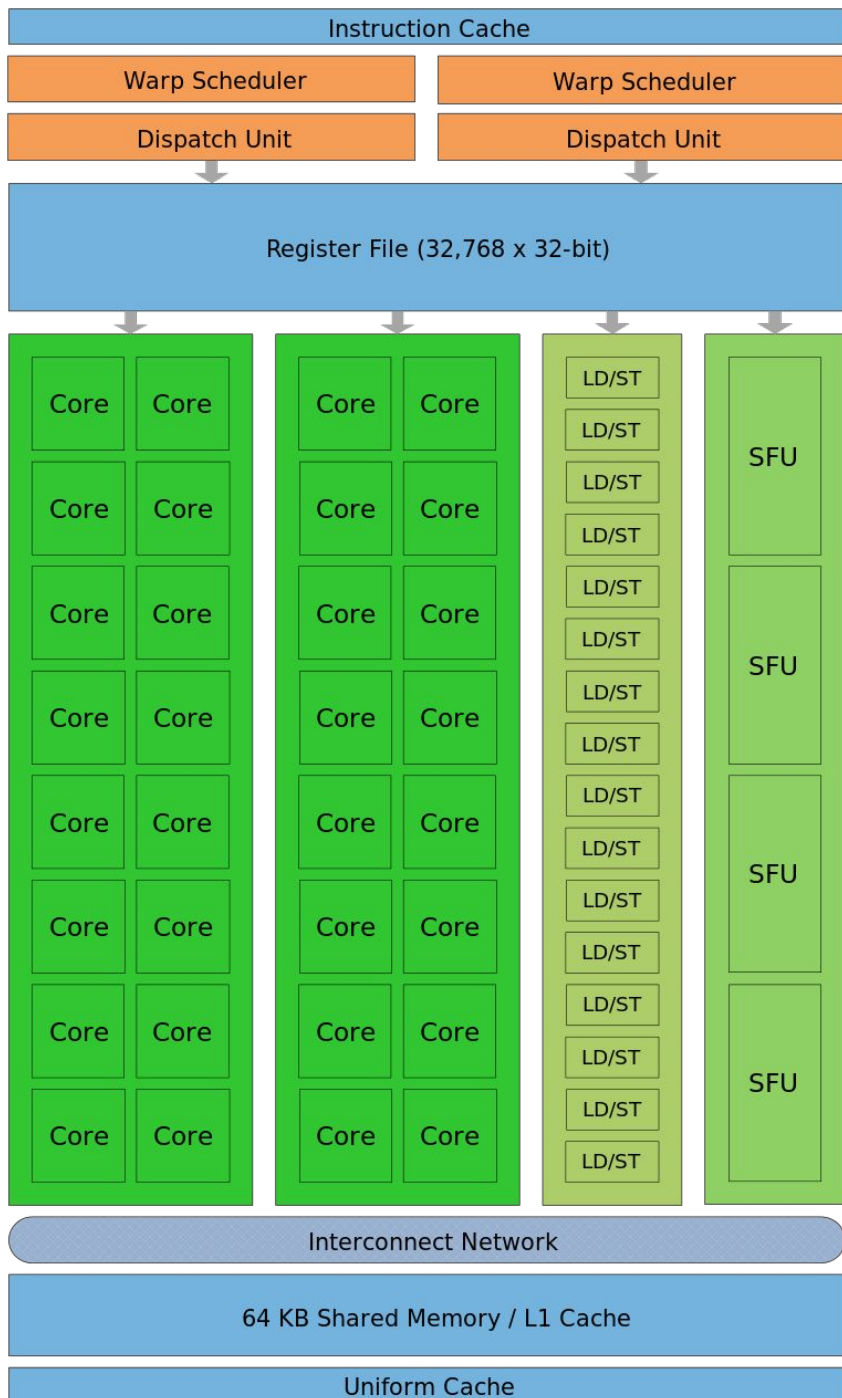 Instruction Cache
Warp Scheduler Warp Scheduler
Dispatch Unit Dispatch Unit
Register File (32,768 x 32-bit)
Core Core Core Core LD/ST SFU
LD/ST
Core Core Core Core LD/ST
LD/ST
Core Core Core Core LD/ST SFU
LD/ST
Core Core Core Core LD/ST
LD/ST
Core Core Core Core LD/ST SFU
LD/ST
Core Core Core Core LD/ST
LD/ST
Core Core Core Core LD/ST SFU
LD/ST
Core Core Core Core LD/ST
LD/ST
Interconnect Network
64 KB Shared Memory / L1 Cache
Uniform Cache